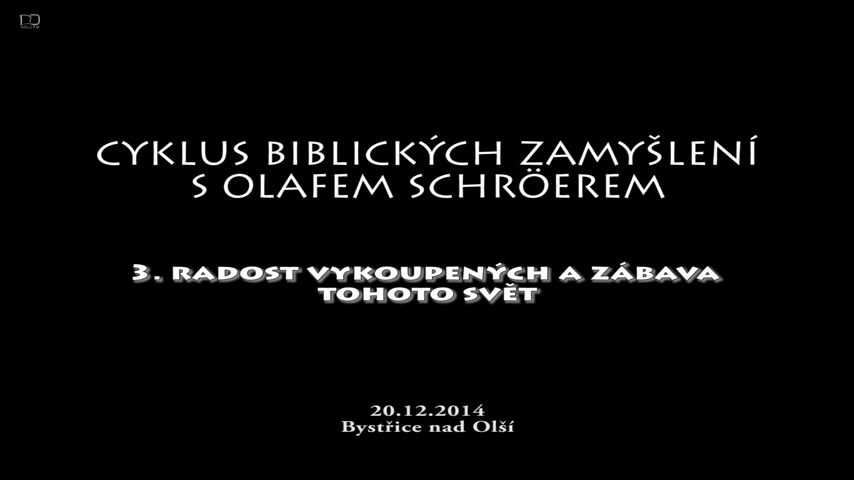 CYKLUS BIBLICKÝCH ZAMYŠLENÍ
S OLAFEM SCHRÖEREM
3. RADOST VYKOUPENÝCH A ZÁBAVA
TOHOTO SVĚT
20.12.2014
Bystřice nad Olší